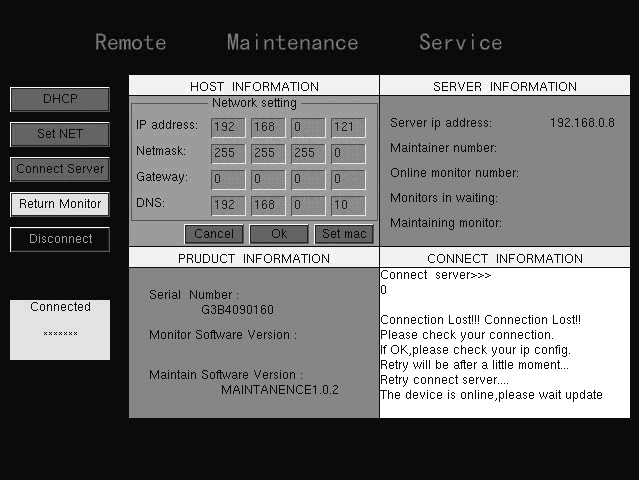 Remote Maintenance Service
DHCP
Set NET
Connect Server
Return Monitor
Disconnect
Connected
*******
HOST INFORMATION
Network setting
IP address: 192 168 0 121
Netmask: 255 255 255 0
Gateway: 0 0 0 0
DNS: 192 168 0 10
Cancel Ok Set mac
SERVER INFORMATION
Server ip address: 192.168.0.8
Maintainer number:
Online monitor number:
Monitors in waiting:
Maintaining monitor:
PRUDUCT INFORMATION
Serial Number :
G3B4090160
Monitor Software Version :
Maintain Software Version :
MAINTANENCE1.0.2
CONNECT INFORMATION
Connect server>>>
0
Connection Lost!!! Connection Lost!!
Please check your connection.
If OK,please check your ip config.
Retry will be after a little moment...
Retry connect server....
The device is online,please wait update